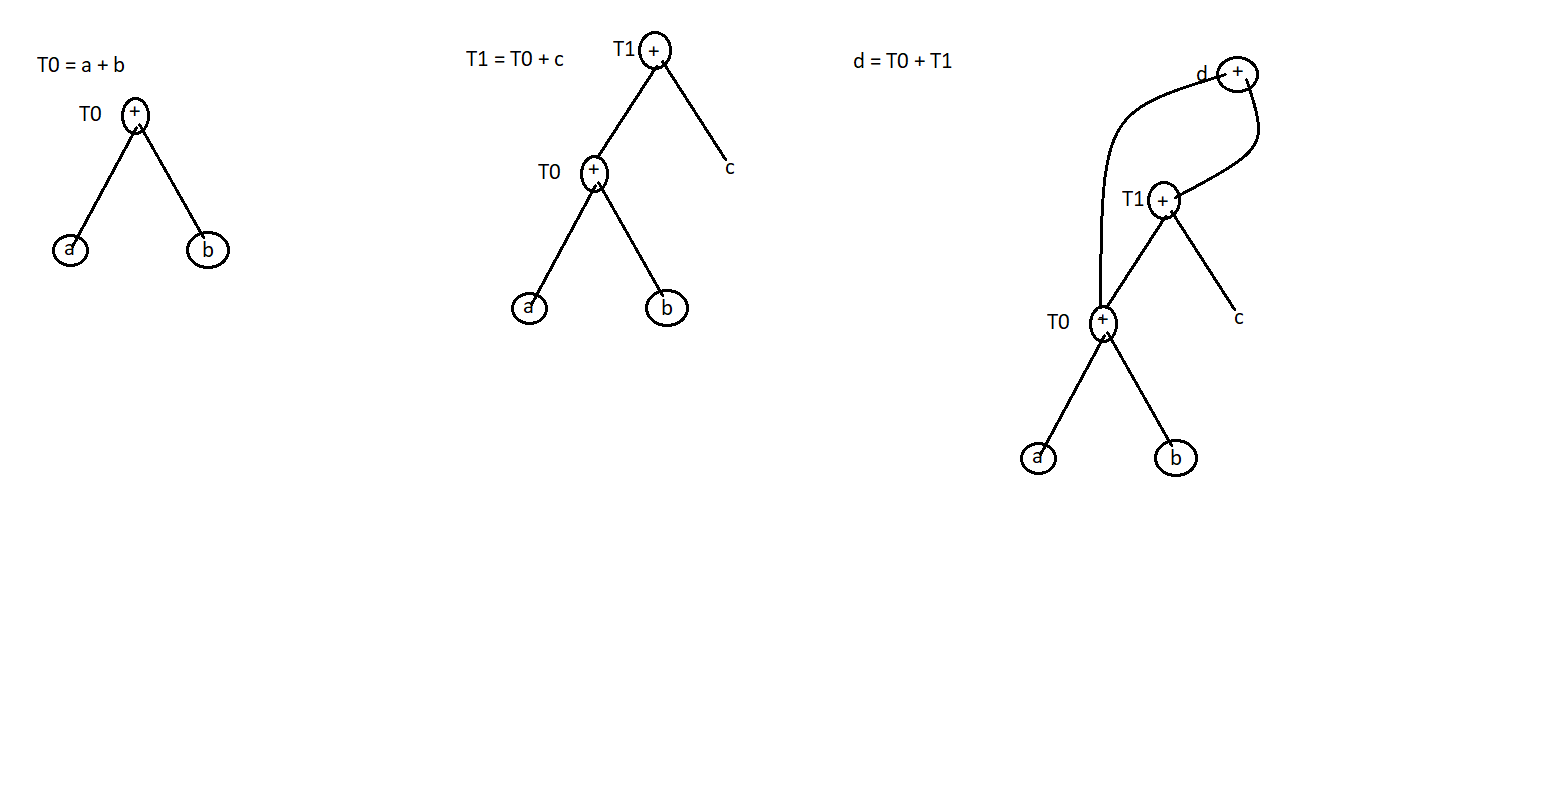 T0 = a + b
T0 +
a b
T1 = T0 + c
T1 +
T0 + c
a b
d = T0 + T1
d +
T1 +
T0 + c
a b